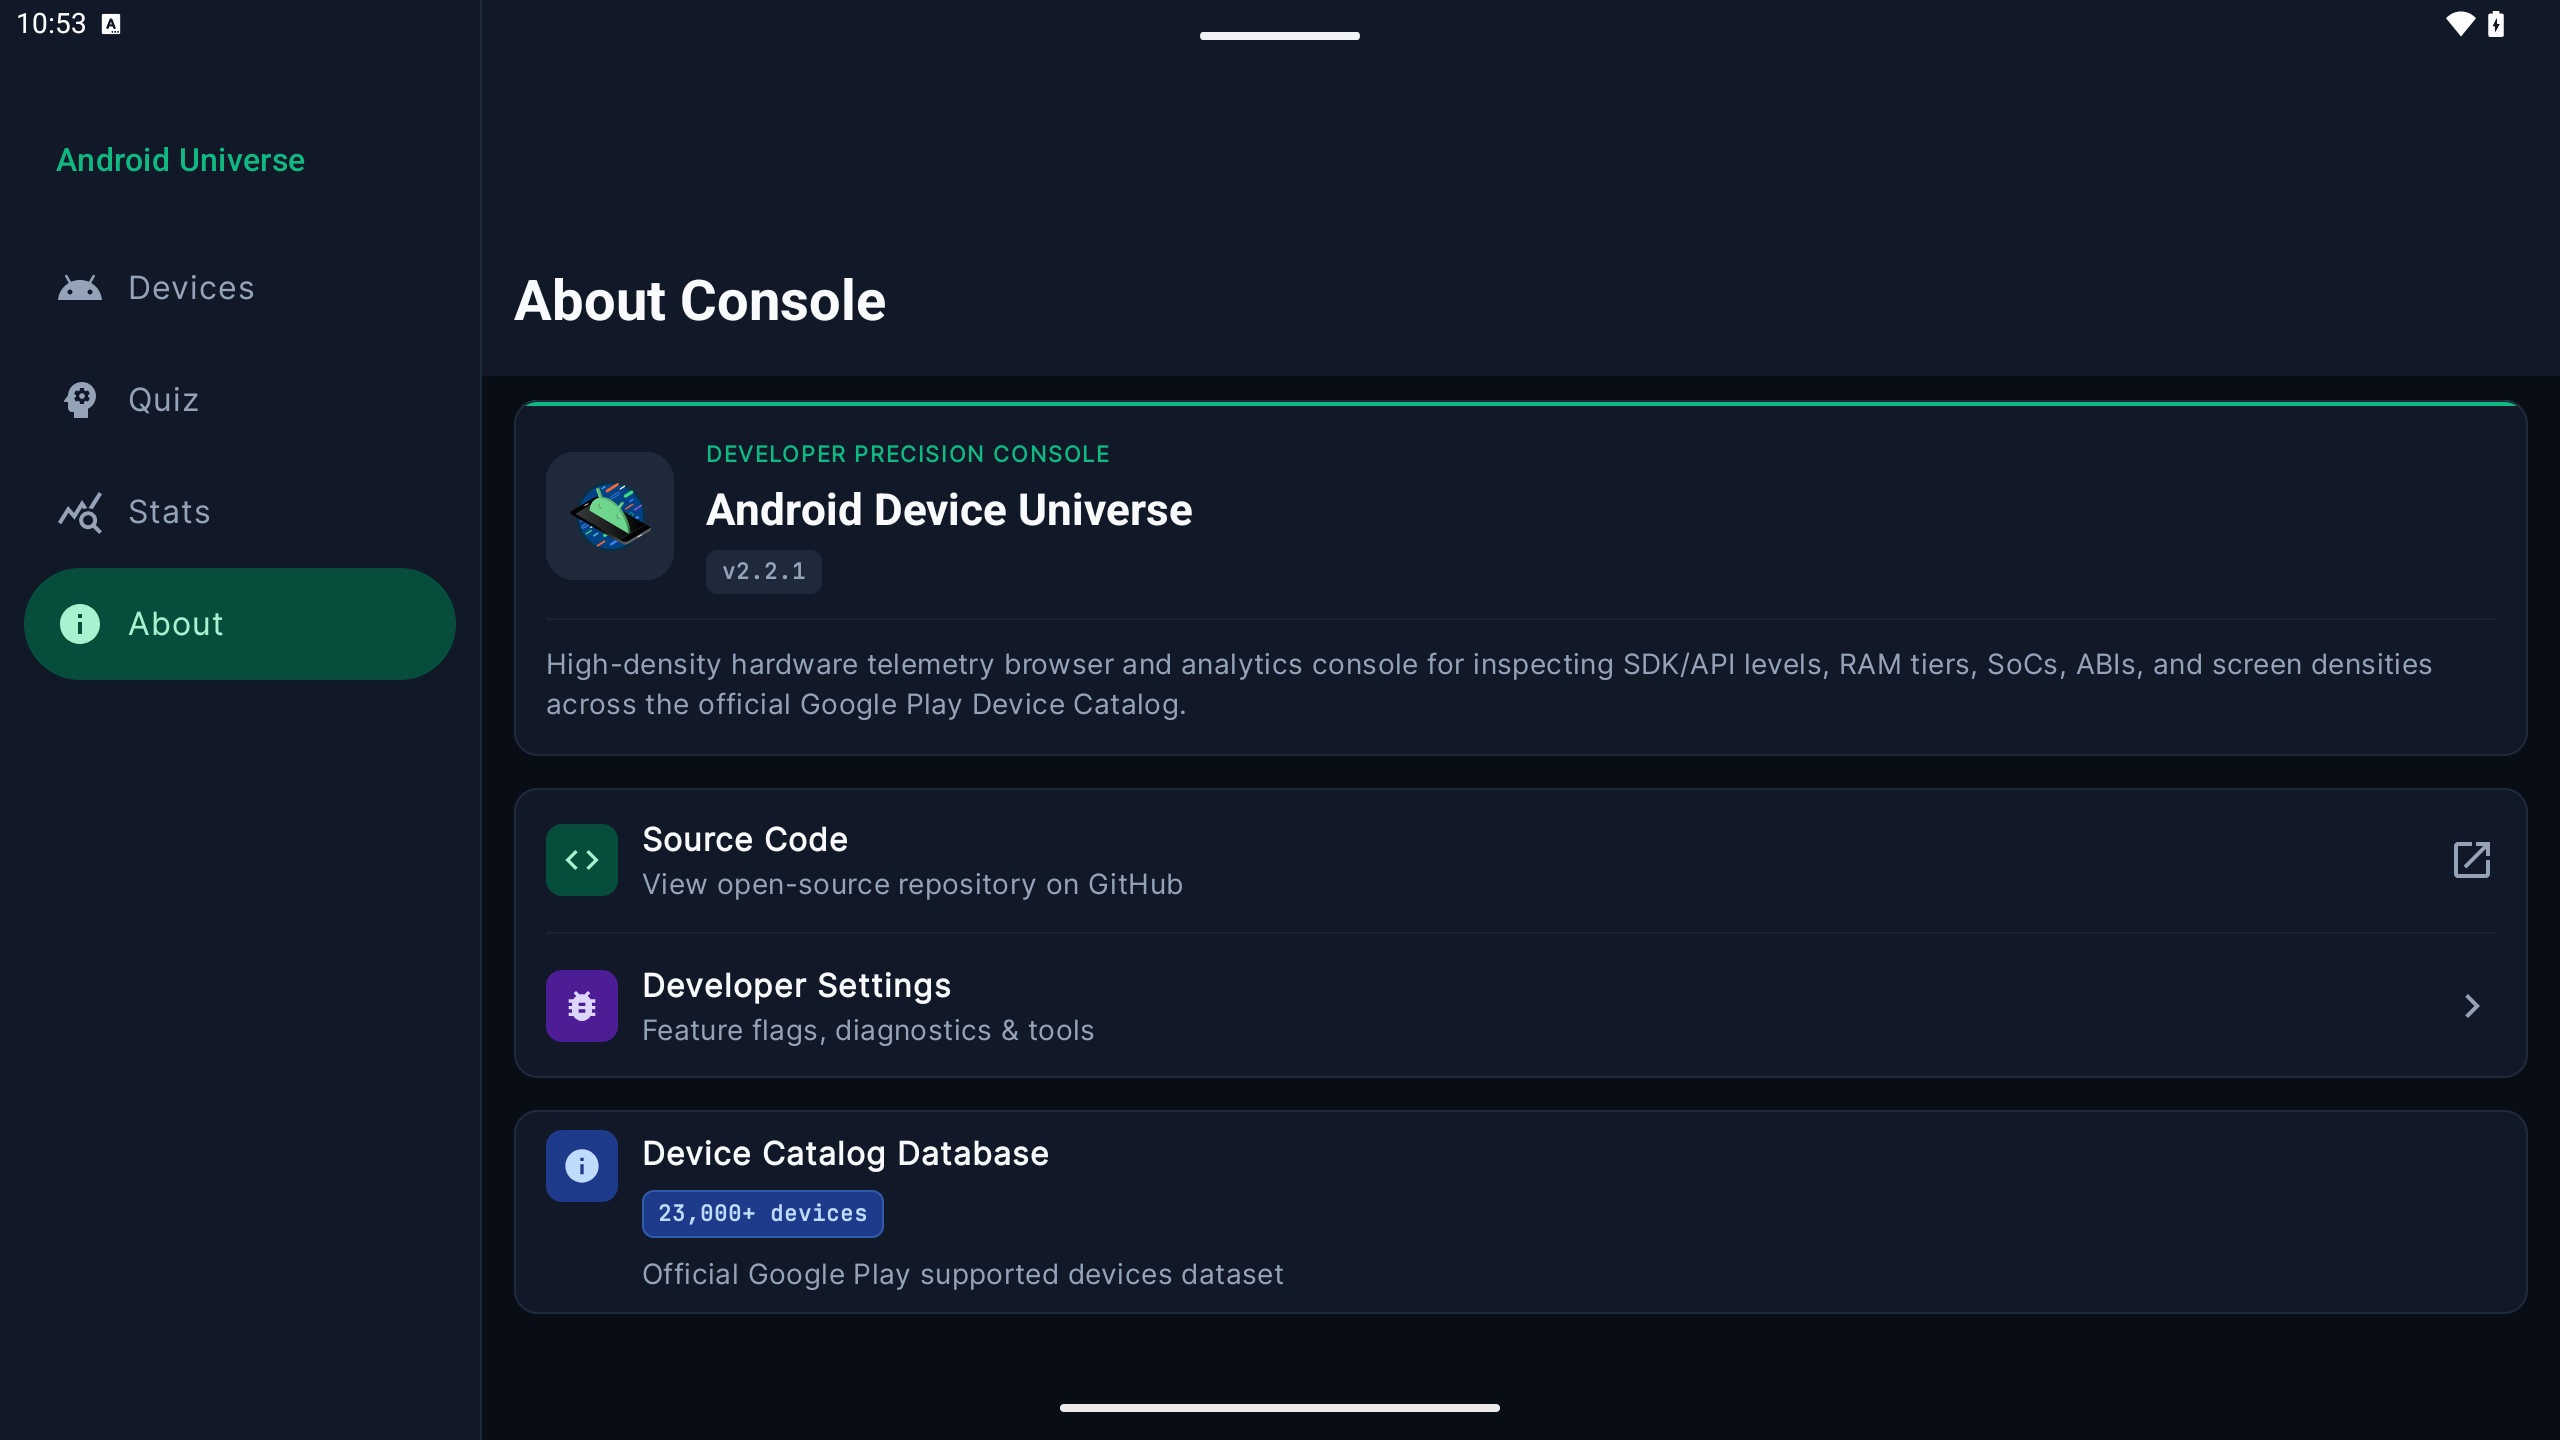 10:53
Android Universe
Devices
Quiz
Stats
About
About Console
DEVELOPER PRECISION CONSOLE
Android Device Universe
v2.2.1
High-density hardware telemetry browser and analytics console for inspecting SDK/API levels, RAM tiers, SoCs, ABIs, and screen densities
across the official Google Play Device Catalog.
Source Code
View open-source repository on GitHub
Developer Settings
Feature flags, diagnostics & tools
Device Catalog Database
23,000+ devices
Official Google Play supported devices dataset